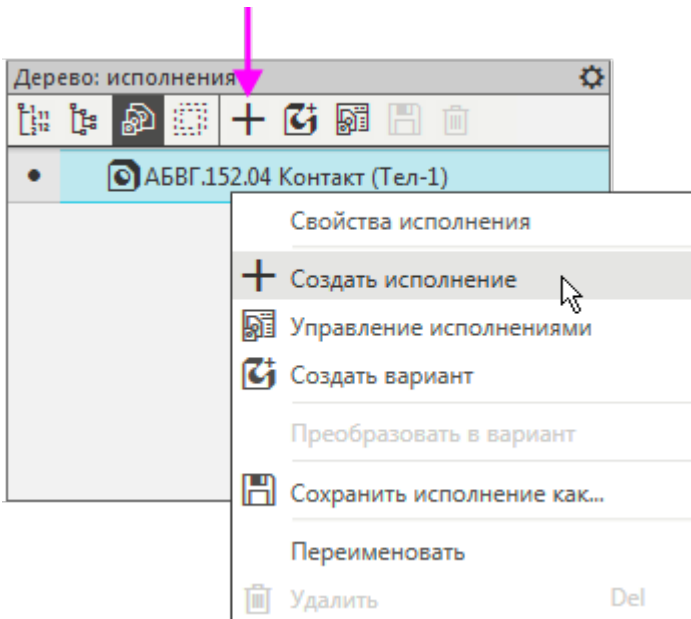 Дерево: исполнения
АБВГ.152.04 Контакт (Тел-1)
Свойства исполнения
Создать исполнение
Управление исполнениями
Создать вариант
Преобразовать в вариант
Сохранить исполнение как...
Переименовать
Удалить Del